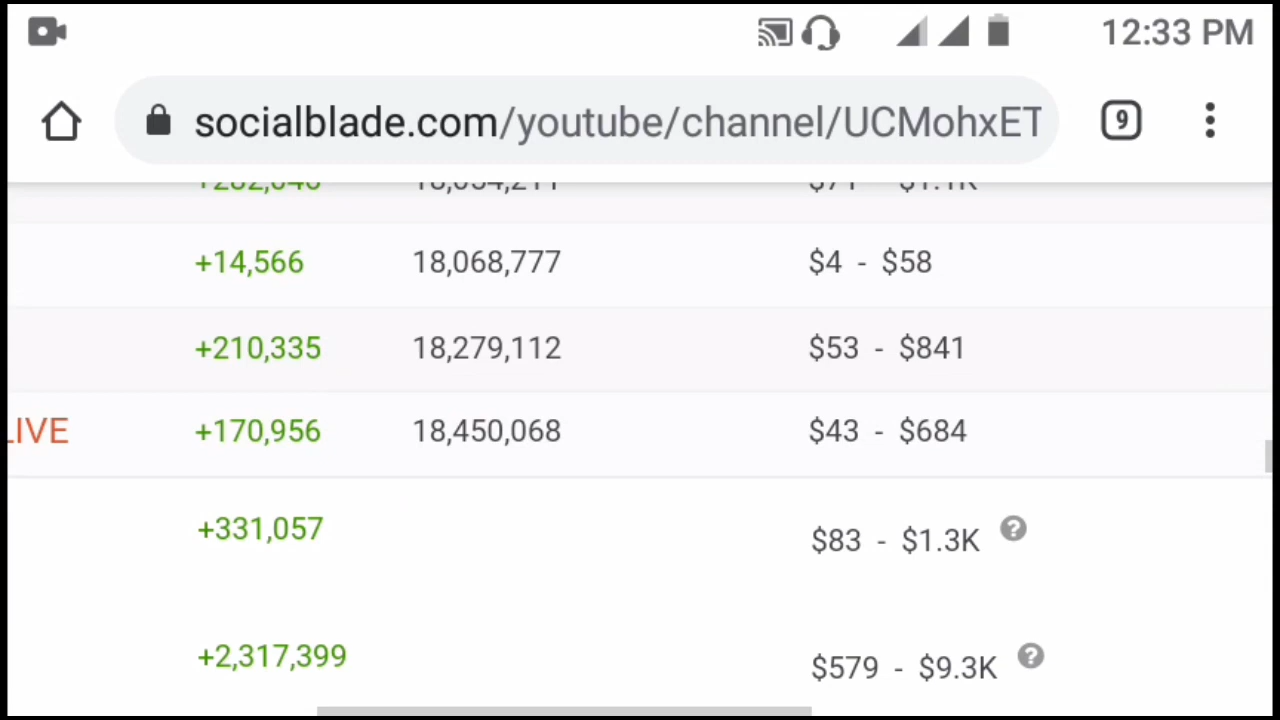 12:33 PM
socialblade.com/youtube/channel/UCMohxET
9
+14,566 18,068,777 $4 - $58
+210,335 18,279,112 $53 - $841
LIVE +170,956 18,450,068 $43 - $684
+331,057 $83 - $1.3K ?
+2,317,399 $579 - $9.3K ?